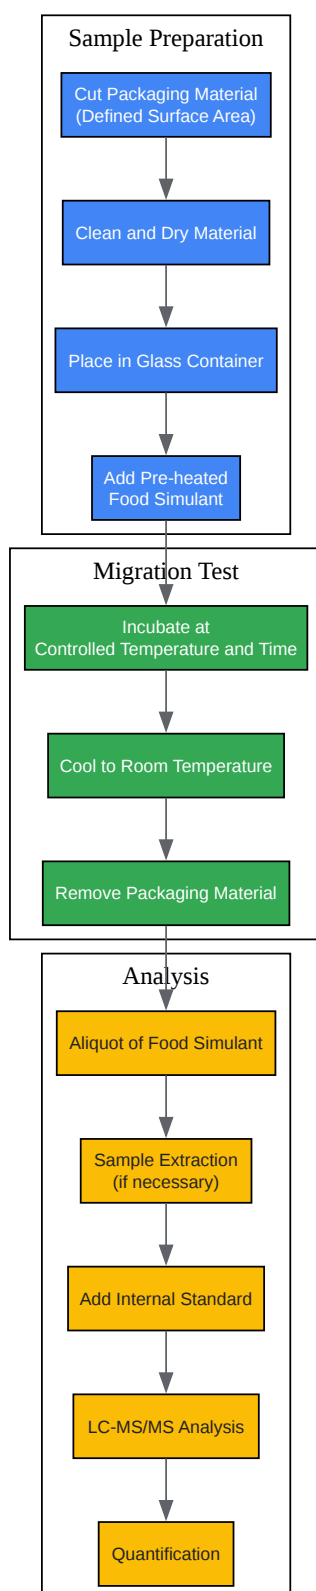 Sample Preparation
Cut Packaging Material
(Defined Surface Area)
Clean and Dry Material
Place in Glass Container
Add Pre-heated
Food Simulant
Migration Test
Incubate at
Controlled Temperature and Time
Cool to Room Temperature
Remove Packaging Material
Analysis
Aliquot of Food Simulant
Sample Extraction
(if necessary)
Add Internal Standard
LC-MS/MS Analysis
Quantification